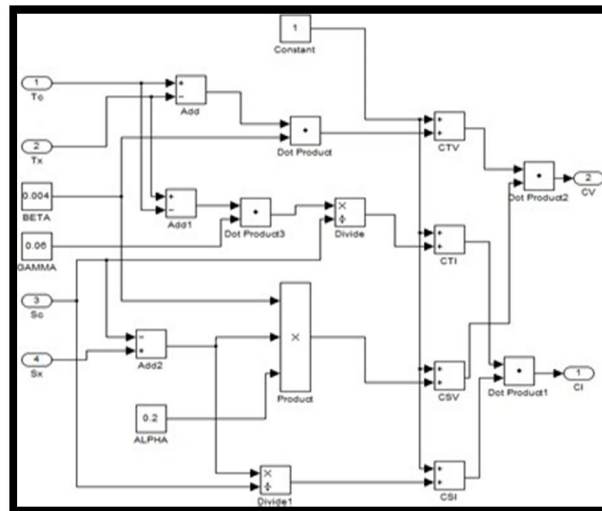 1
Constant
1
Tc
+
−
Add
2
Tx
•
Dot Product
+
+
CTV
•
Dot Product2
2
CV
0.004
BETA
+
−
Add1
•
Dot Product3
×
÷
Divide
+
+
CTI
0.06
GAMMA
3
Sc
−
+
Add2
4
Sx
×
Product
+
+
CSV
•
Dot Product1
1
CI
0.2
ALPHA
×
÷
Divide1
+
+
CSI